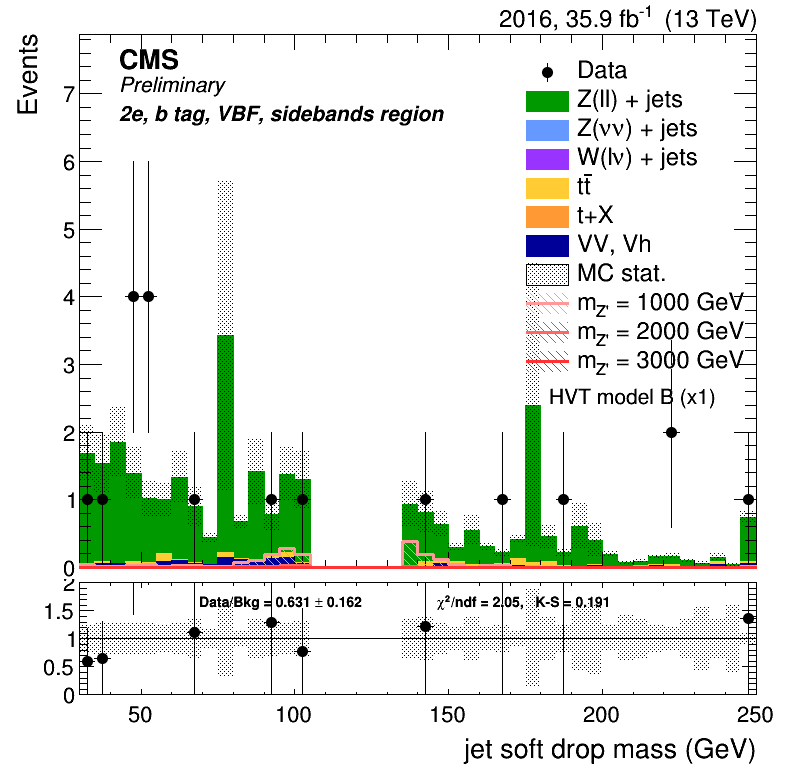 2016, 35.9 fb⁻¹ (13 TeV)
Events
CMS
Preliminary
2e, b tag, VBF, sidebands region
Data
Z(ll) + jets
Z(νν) + jets
W(lν) + jets
tt̄
t+X
VV, Vh
MC stat.
m_Z' = 1000 GeV
m_Z' = 2000 GeV
m_Z' = 3000 GeV
HVT model B (x1)
7
6
5
4
3
2
1
0
Data/Bkg = 0.631 ± 0.162
χ²/ndf = 2.05, K-S = 0.191
2
1.5
1
0.5
0
50 100 150 200 250
jet soft drop mass (GeV)